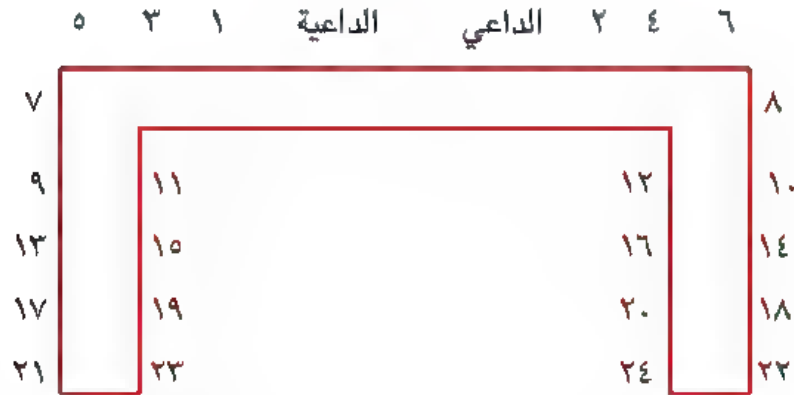 ٦ ٤ ٢ الداعي الداعية ١ ٣ ٥
٨ ٧
١٠ ١٢ ١١ ٩
١٤ ١٦ ١٥ ١٣
١٨ ٢٠ ١٩ ١٧
٢٢ ٢٤ ٢٣ ٢١